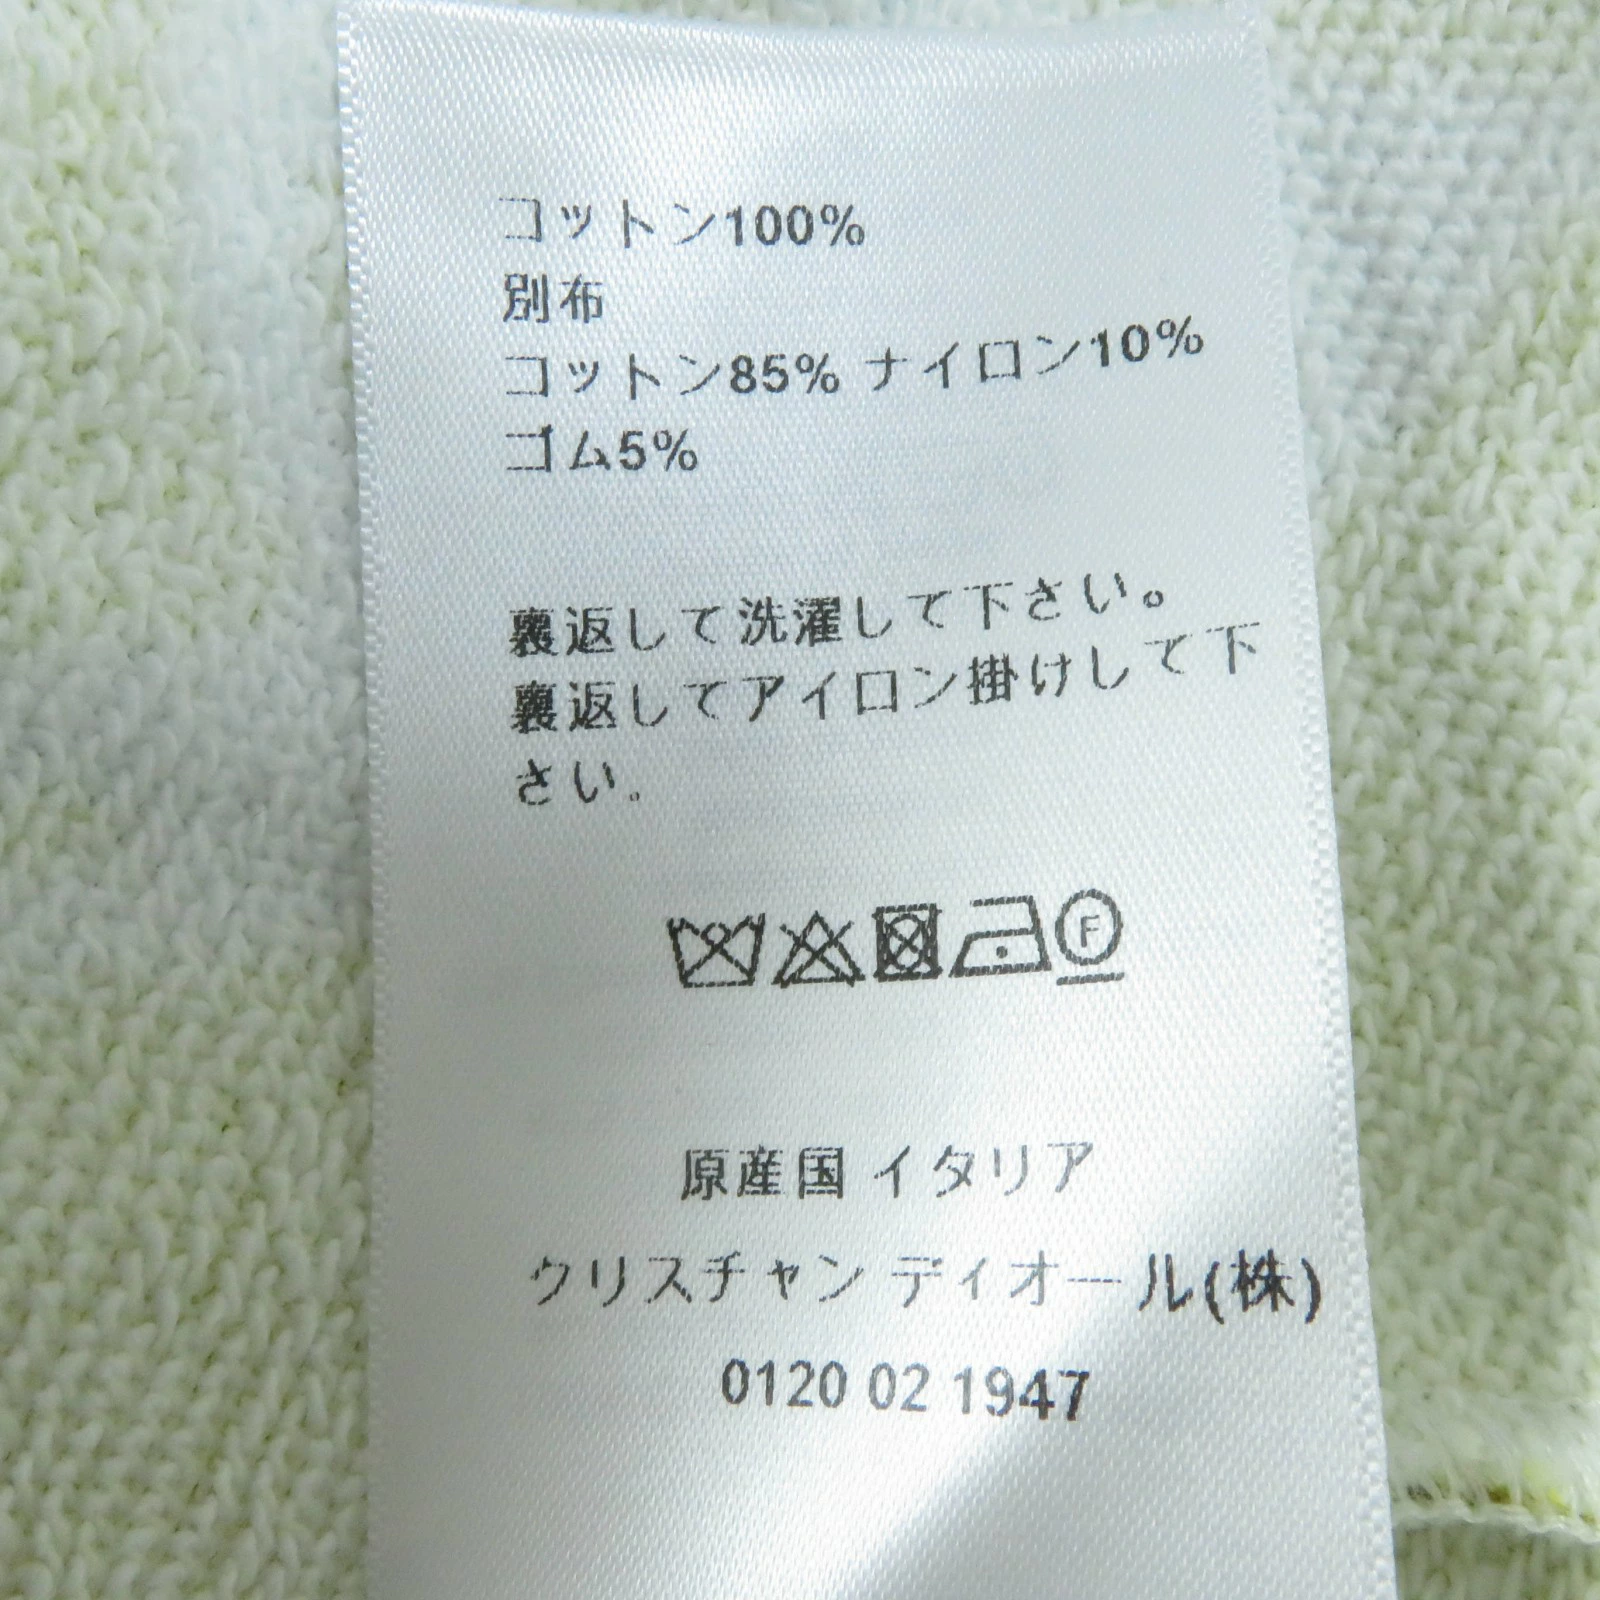 コットン100%
別布
コットン85% ナイロン10%
ゴム5%
裏返して洗濯して下さい。
裏返してアイロン掛けして下
さい。
F
原産国 イタリア
クリスチャン ディオール(株)
0120 02 1947